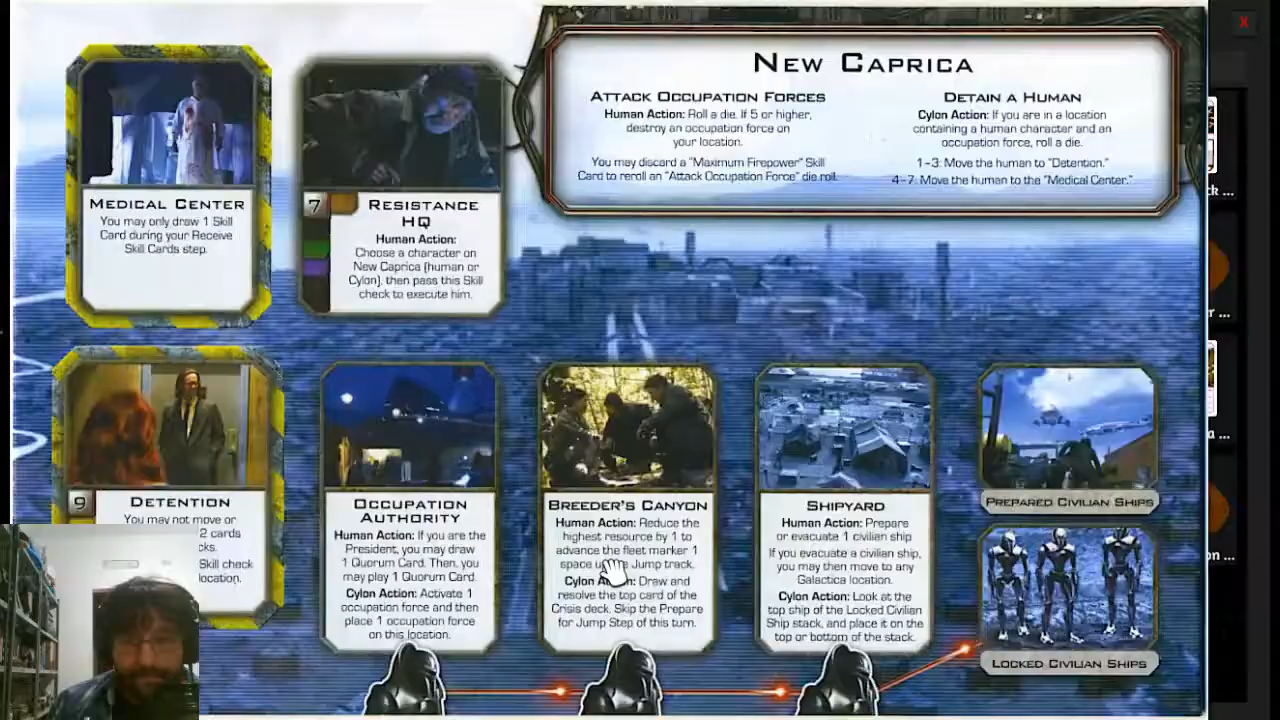 NEW CAPRICA
ATTACK OCCUPATION FORCES
Human Action: Roll a die. If 5 or higher,
destroy an occupation force on
your location.
You may discard a "Maximum Firepower" Skill
Card to reroll an "Attack Occupation Force" die roll.
DETAIN A HUMAN
Cylon Action: If you are in a location
containing a human character and an
occupation force, roll a die.
1-3: Move the human to "Detention."
4-7: Move the human to the "Medical Center."
MEDICAL CENTER
You may only draw 1 Skill
Card during your Receive
Skill Cards step.
7
RESISTANCE
HQ
Human Action:
Choose a character on
New Caprica (human or
Cylon), then pass this Skill
check to execute him.
9
DETENTION
You may not move or
2 cards
cks.
Skill check
location.
OCCUPATION
AUTHORITY
Human Action: If you are the
President, you may draw
1 Quorum Card. Then, you
may play 1 Quorum Card.
Cylon Action: Activate 1
occupation force and then
place 1 occupation force
on this location.
BREEDER'S CANYON
Human Action: Reduce the
highest resource by 1 to
advance the fleet marker 1
space Jump track.
Cylon Draw and
resolve the top card of the
Crisis deck. Skip the Prepare
for Jump Step of this turn.
SHIPYARD
Human Action: Prepare
or evacuate 1 civilian ship
If you evacuate a civilian ship,
you may then move to any
Galactica location.
Cylon Action: Look at the
top ship of the Locked Civilian
Ship stack, and place it on the
top or bottom of the stack.
PREPARED CIVILIAN SHIPS
LOCKED CIVILIAN SHIPS
ck ...
r ...
a ...
on ...
X